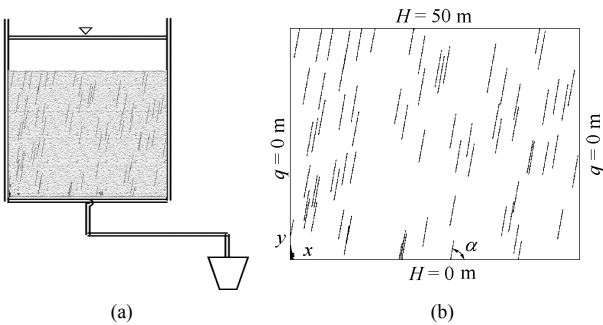 H = 50 m
q = 0 m
q = 0 m
y
x
α
H = 0 m
(a)
(b)